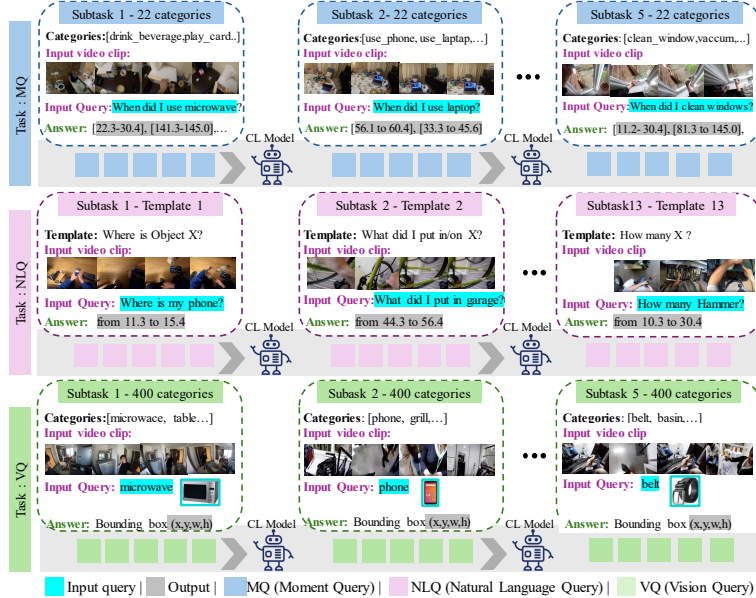 Task : MQ
Subtask 1 - 22 categories
Categories:[drink_beverage,play_card..]
Input video clip:
Input Query:When did I use microwave?
Answer: [22.3-30.4], [141.3-145.0],...
CL Model
Subtask 2- 22 categories
Categories:[use_phone, use_laptap,...]
Input video clip:
Input Query:When did I use laptop?
Answer: [56.1 to 60.4], [33.3 to 45.6]
...
CL Model
Subtask 5 - 22 categories
Categories:[clean_window,vaccum,...]
Input video clip
Input Query: When did I clean windows?
Answer: [11.2- 30.4], [81.3 to 145.0],
Task : NLQ
Subtask 1 - Template 1
Template: Where is Object X?
Input video clip:
Input Query: Where is my phone?
Answer: from 11.3 to 15.4
CL Model
Subtask 2 - Template 2
Template: What did I put in/on X?
Input video clip:
Input Query:What did I put in garage?
Answer: from 44.3 to 56.4
...
CL Model
Subtask13 - Template 13
Template: How many X ?
Input video clip
Input Query: How many Hammer?
Answer: from 10.3 to 30.4
Task : VQ
Subtask 1 - 400 categories
Categories:[microwace, table...]
Input video clip:
Input Query: microwave
Answer: Bounding box (x,y,w,h)
CL Model
Subtask 2 - 400 categories
Categories: [phone, grill,...]
Input video clip:
Input Query: phone
Answer: Bounding box (x,y,w,h)
...
CL Model
Subtask 5 - 400 categories
Categories: [belt, basin,...]
Input video clip
Input Query: belt
Answer: Bounding box (x,y,w,h)
Input query | Output | MQ (Moment Query) | NLQ (Natural Language Query) | VQ (Vision Query)